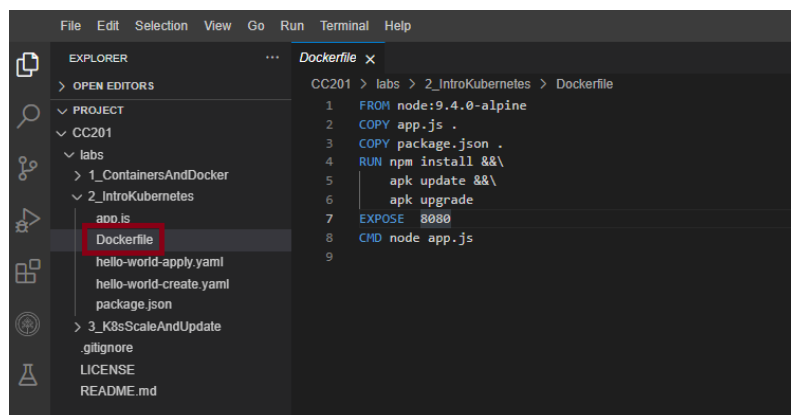 File Edit Selection View Go Run Terminal Help
EXPLORER ···
OPEN EDITORS
PROJECT
CC201
labs
1_ContainersAndDocker
2_IntroKubernetes
app.js
Dockerfile
hello-world-apply.yaml
hello-world-create.yaml
package.json
3_K8sScaleAndUpdate
.gitignore
LICENSE
README.md
Dockerfile ×
CC201 > labs > 2_IntroKubernetes > Dockerfile
1 FROM node:9.4.0-alpine
2 COPY app.js .
3 COPY package.json .
4 RUN npm install &&\
5 apk update &&\
6 apk upgrade
7 EXPOSE 8080
8 CMD node app.js
9